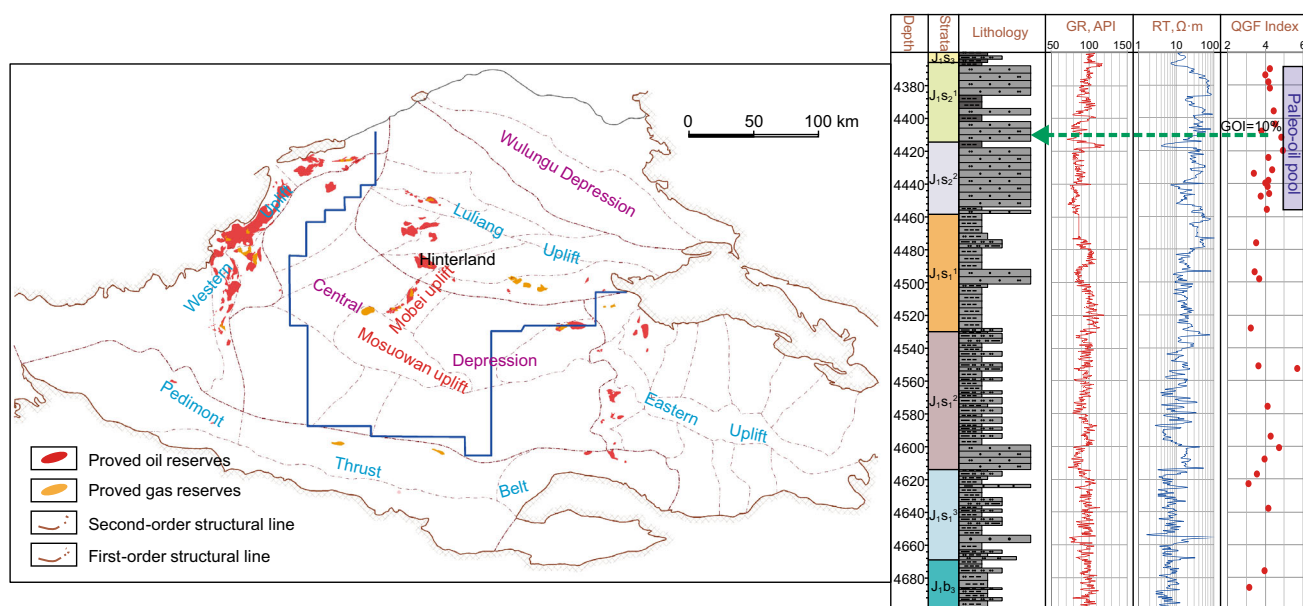 0 50 100 km
Wulungu Depression
Western
Uplift
Luliang
Uplift
Hinterland
Central
Mobei uplift
Mosuowan uplift
Depression
Pedimont
Thrust
Belt
Eastern
Uplift
Proved oil reserves
Proved gas reserves
Second-order structural line
First-order structural line
Depth
Strata
Lithology
GR, API
50 100 150
RT, Ω·m
1 10 100
QGF Index
2 4 6
J₁s₃
4380
J₁s₂¹
4400
GOI=10%
Paleo-oil pool
4420
J₁s₂²
4440
4460
4480
J₁s₁¹
4500
4520
4540
4560
J₁s₁²
4580
4600
4620
J₁s₁³
4640
4660
J₁b₃
4680